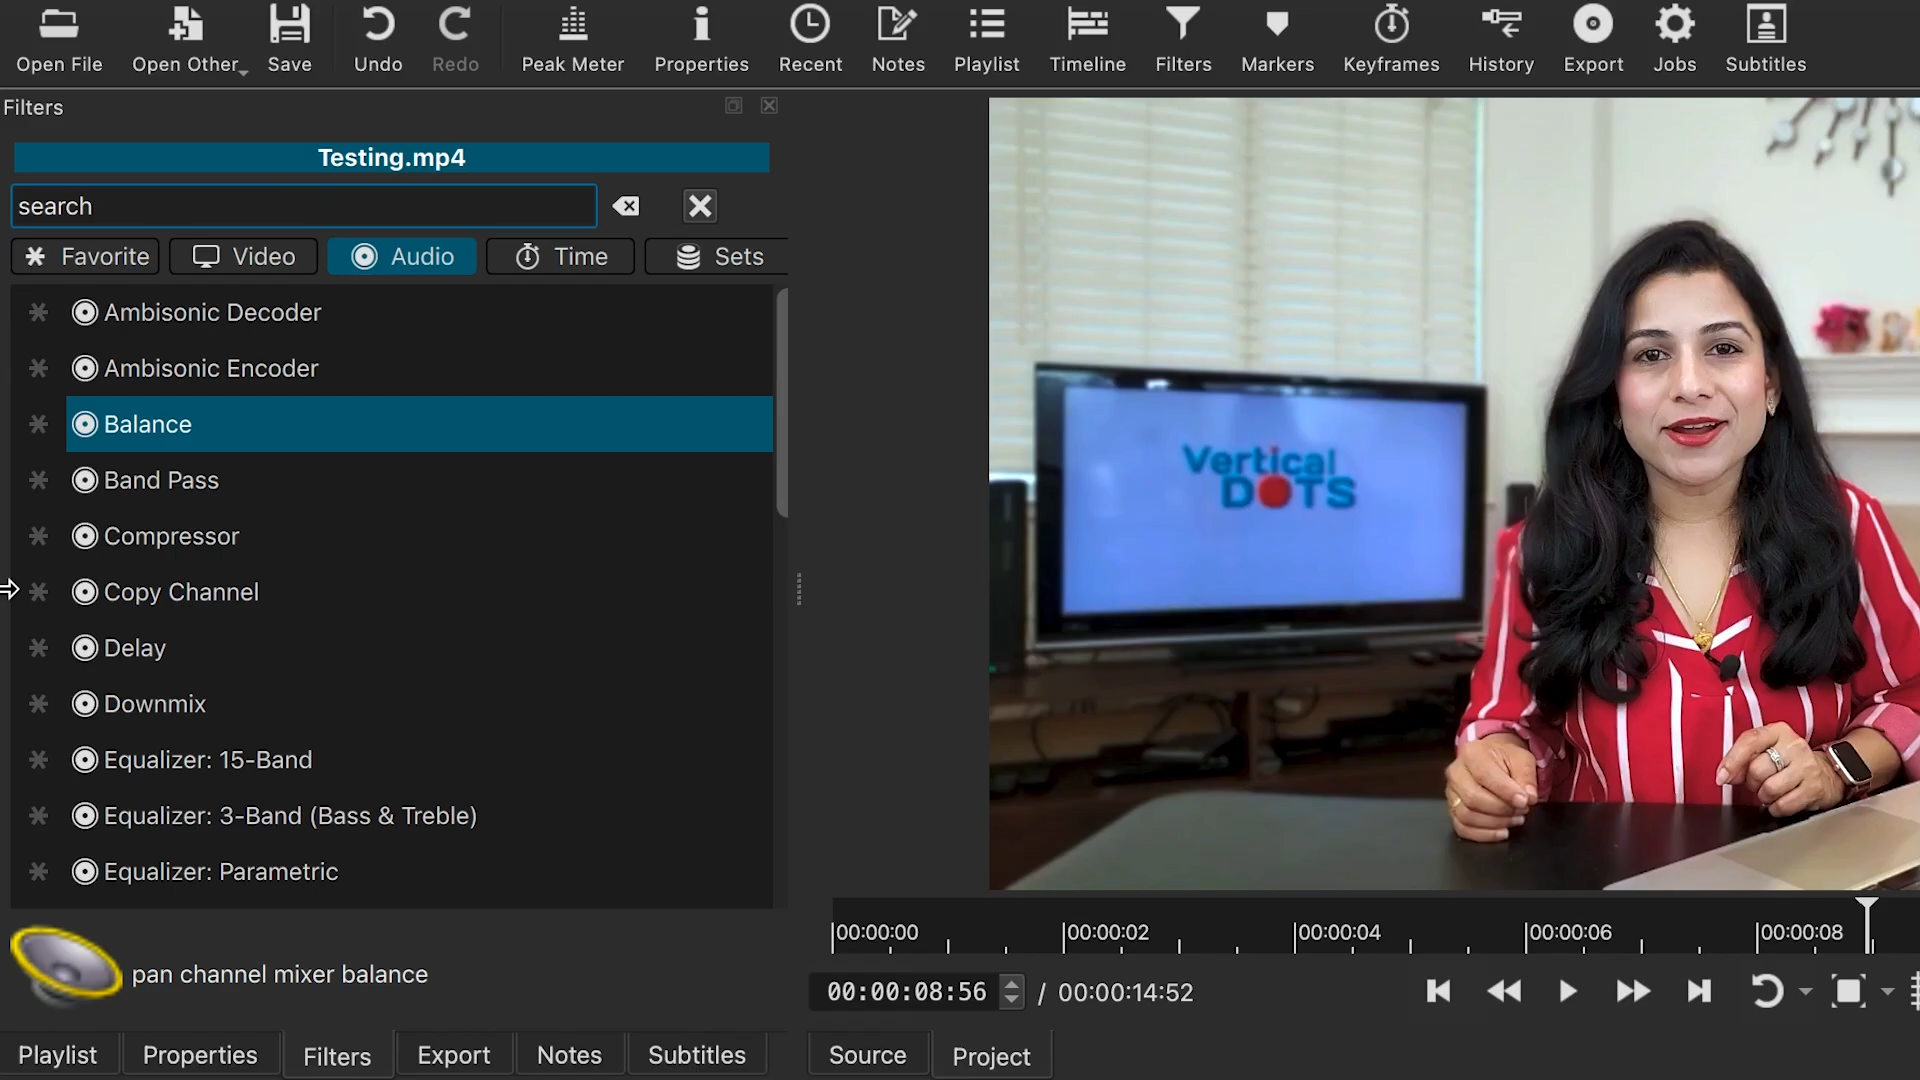 Open File Open Other Save Undo Redo Peak Meter Properties Recent Notes Playlist Timeline Filters Markers Keyframes History Export Jobs Subtitles
Filters
Testing.mp4
search
Favorite Video Audio Time Sets
Ambisonic Decoder
Ambisonic Encoder
Balance
Band Pass
Compressor
Copy Channel
Delay
Downmix
Equalizer: 15-Band
Equalizer: 3-Band (Bass & Treble)
Equalizer: Parametric
pan channel mixer balance
Playlist Properties Filters Export Notes Subtitles
Vertical
DOTS
00:00:00 00:00:02 00:00:04 00:00:06 00:00:08
00:00:08:56 / 00:00:14:52
Source Project